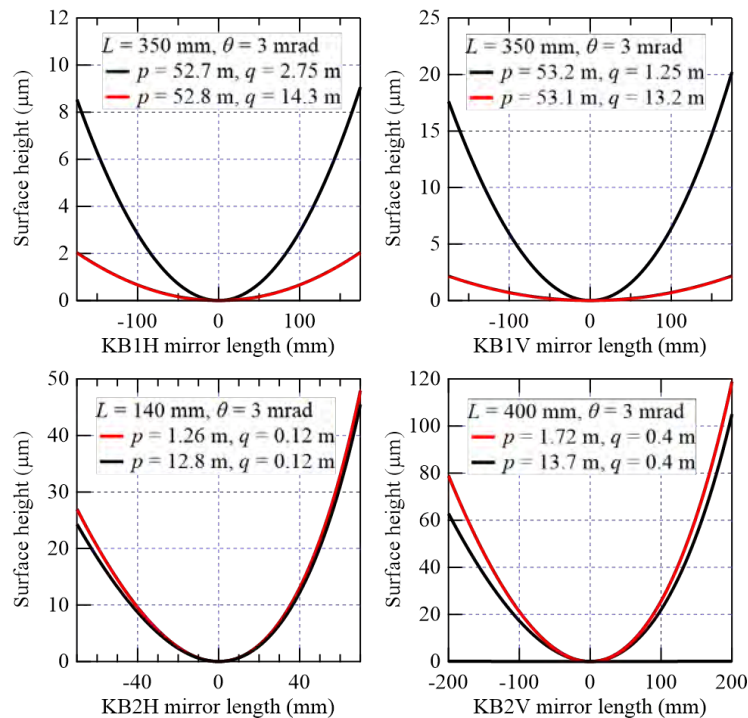 12
10
8
6
4
2
0
Surface height (μm)
L = 350 mm, θ = 3 mrad
p = 52.7 m, q = 2.75 m
p = 52.8 m, q = 14.3 m
-100
0
100
KB1H mirror length (mm)
25
20
15
10
5
0
Surface height (μm)
L = 350 mm, θ = 3 mrad
p = 53.2 m, q = 1.25 m
p = 53.1 m, q = 13.2 m
-100
0
100
KB1V mirror length (mm)
50
40
30
20
10
0
Surface height (μm)
L = 140 mm, θ = 3 mrad
p = 1.26 m, q = 0.12 m
p = 12.8 m, q = 0.12 m
-40
0
40
KB2H mirror length (mm)
120
100
80
60
40
20
0
Surface height (μm)
L = 400 mm, θ = 3 mrad
p = 1.72 m, q = 0.4 m
p = 13.7 m, q = 0.4 m
-200
-100
0
100
200
KB2V mirror length (mm)